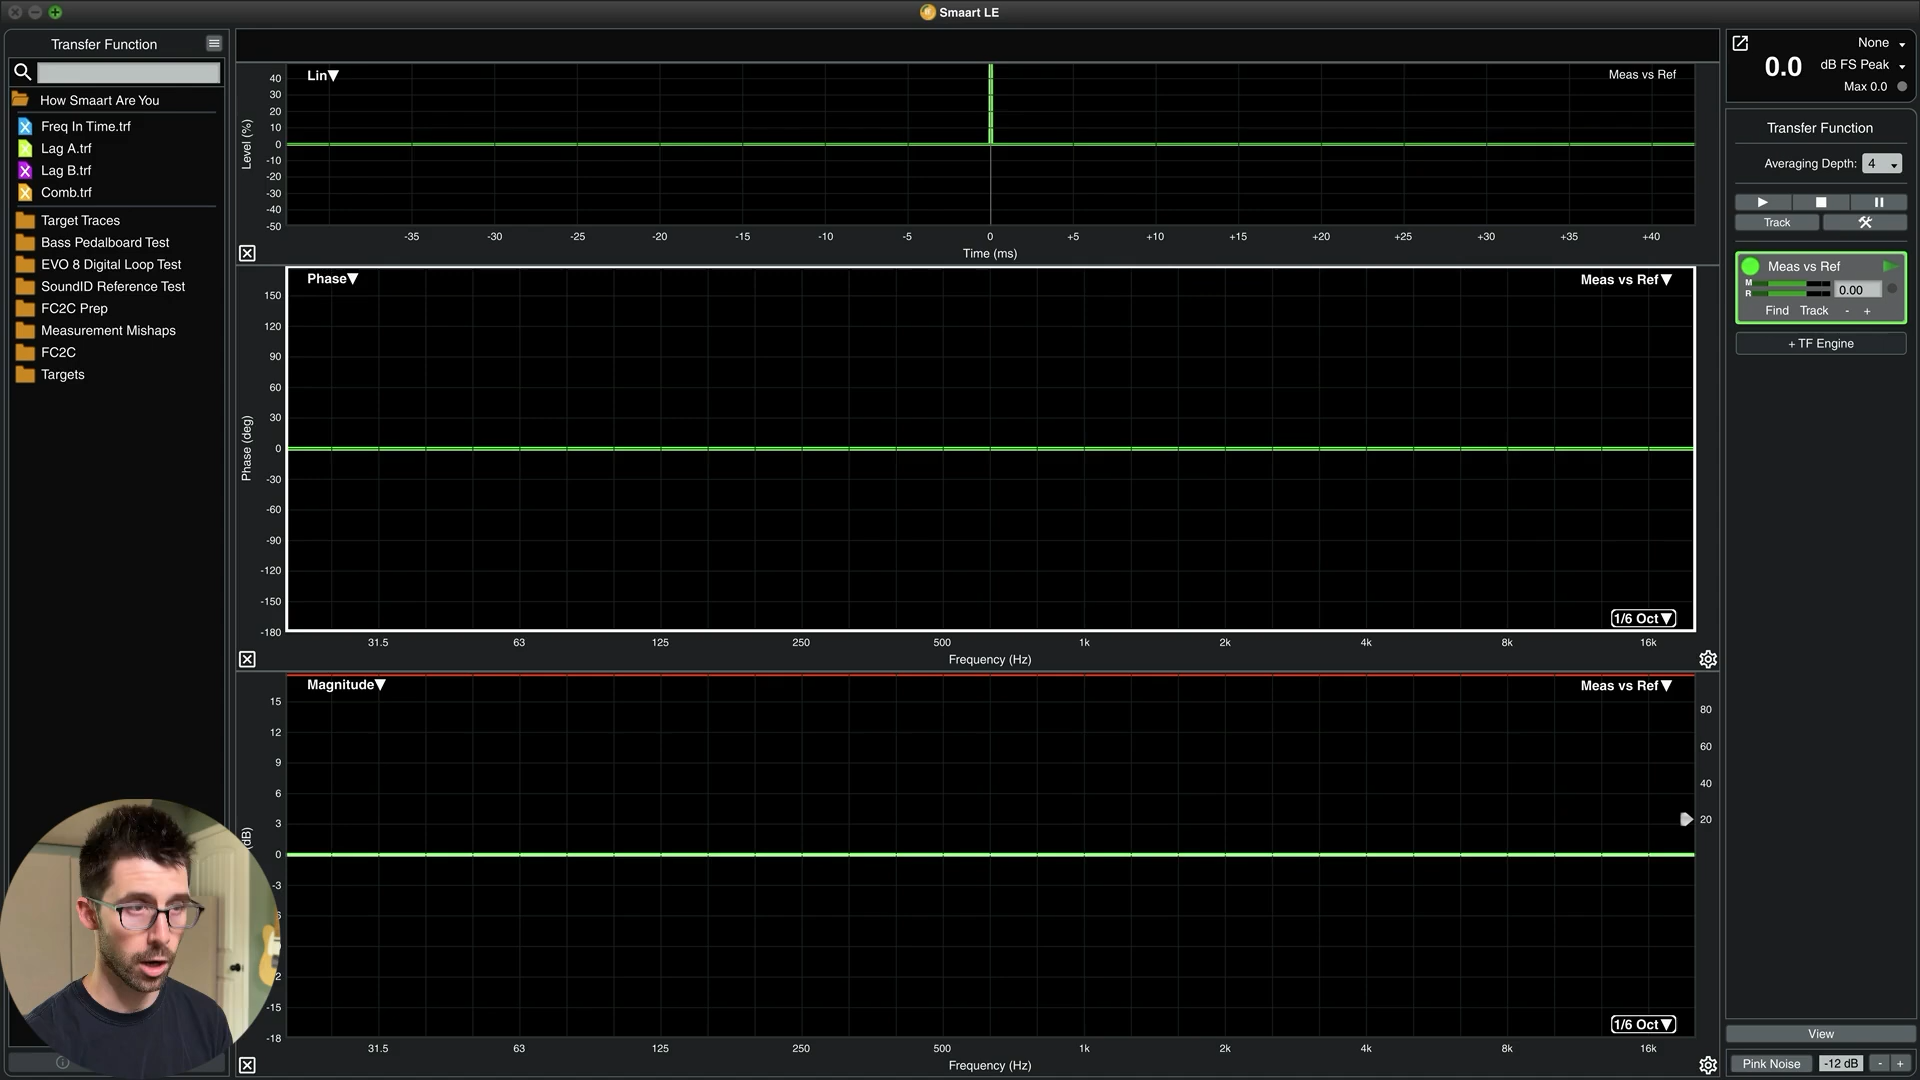 Smaart LE
Transfer Function
How Smaart Are You
Freq In Time.trf
Lag A.trf
Lag B.trf
Comb.trf
Target Traces
Bass Pedalboard Test
EVO 8 Digital Loop Test
SoundID Reference Test
FC2C Prep
Measurement Mishaps
FC2C
Targets
Lin▼
Meas vs Ref
Level (%)
40
30
20
10
0
-10
-20
-30
-40
-50
-35 -30 -25 -20 -15 -10 -5 0 +5 +10 +15 +20 +25 +30 +35 +40
Time (ms)
Phase▼
Meas vs Ref▼
Phase (deg)
150
120
90
60
30
0
-30
-60
-90
-120
-150
-180
1/6 Oct▼
31.5 63 125 250 500 1k 2k 4k 8k 16k
Frequency (Hz)
Magnitude▼
Meas vs Ref▼
(dB)
15
12
9
6
3
0
-3
-15
-18
80
60
40
20
1/6 Oct▼
31.5 63 125 250 500 1k 2k 4k 8k 16k
Frequency (Hz)
None
0.0 dB FS Peak
Max 0.0
Transfer Function
Averaging Depth: 4
Track
Meas vs Ref
M
R
0.00
Find Track - +
+ TF Engine
View
Pink Noise -12 dB - +